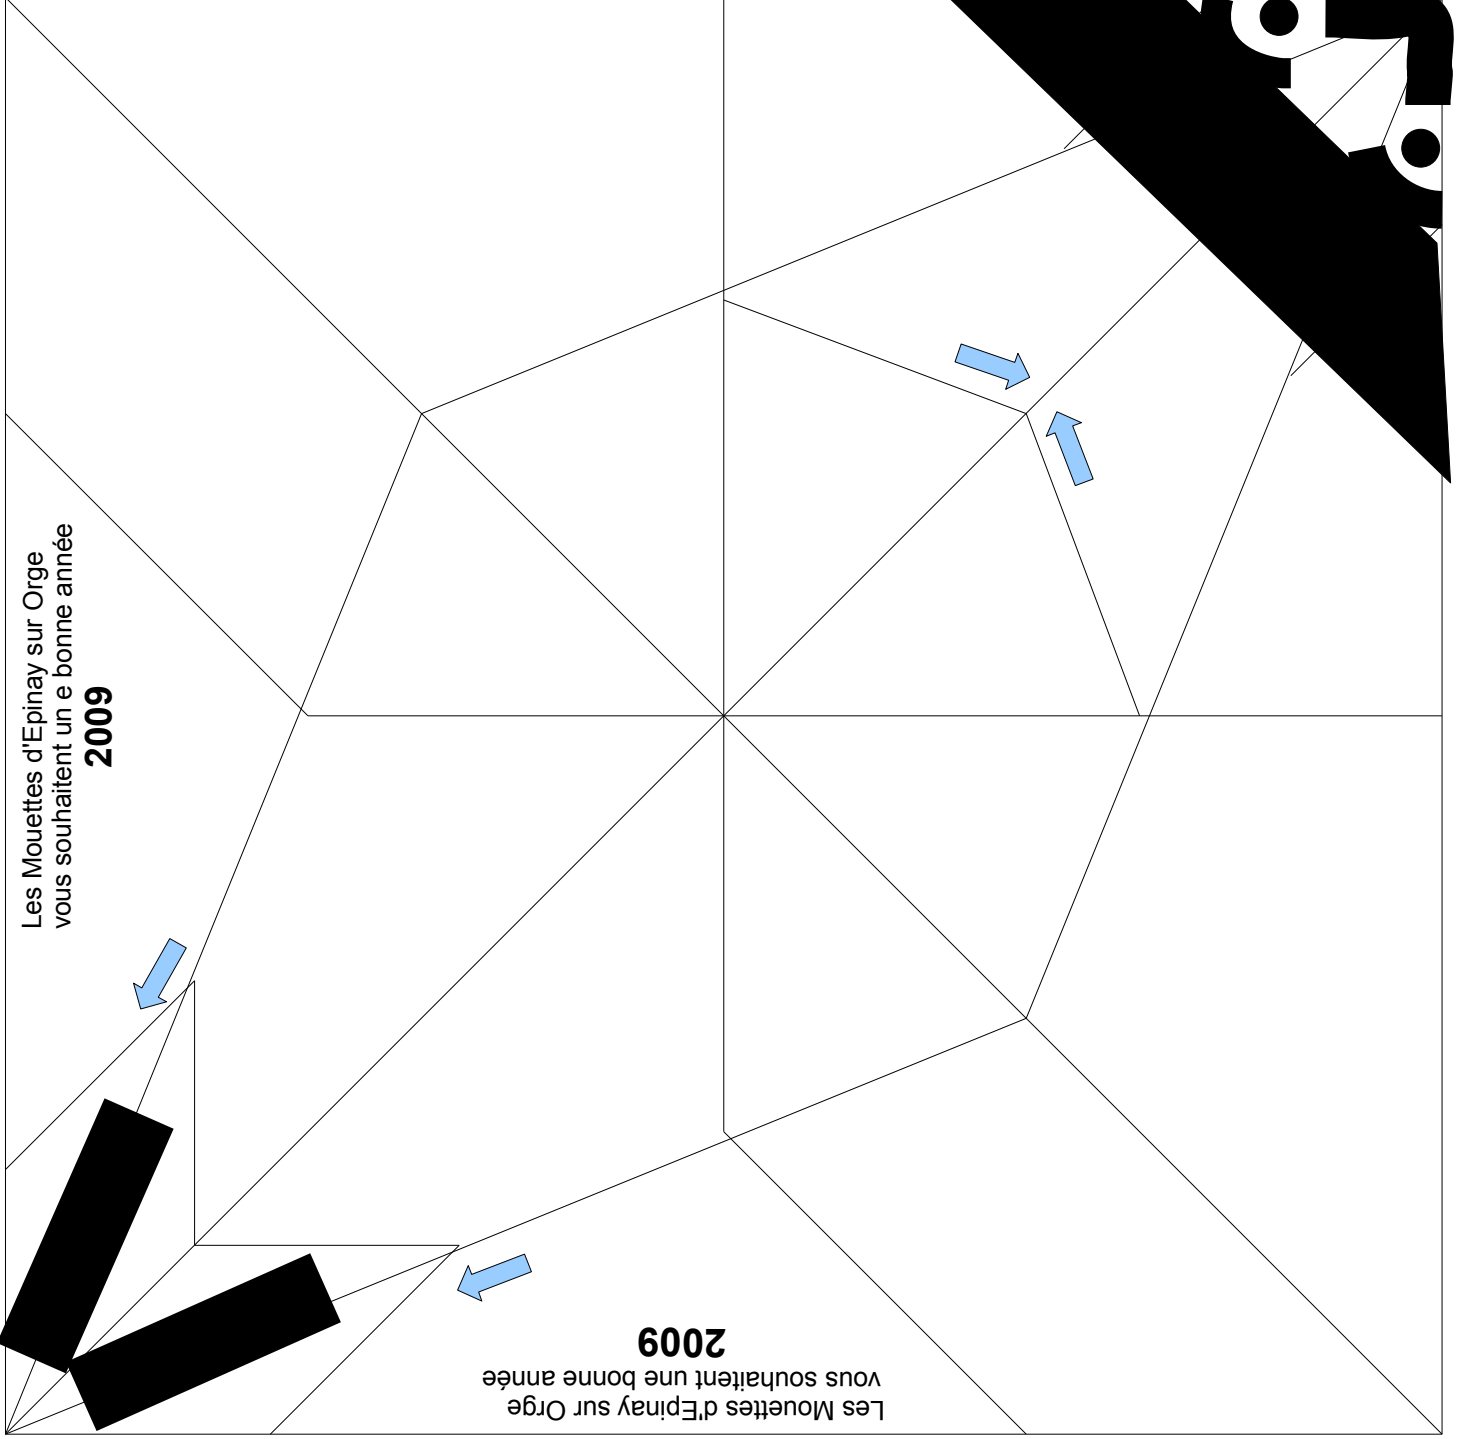 Les Mouettes d'Epinay sur Orge
vous souhaitent un e bonne année
2009
Les Mouettes d'Epinay sur Orge
vous souhaitent une bonne année
2009